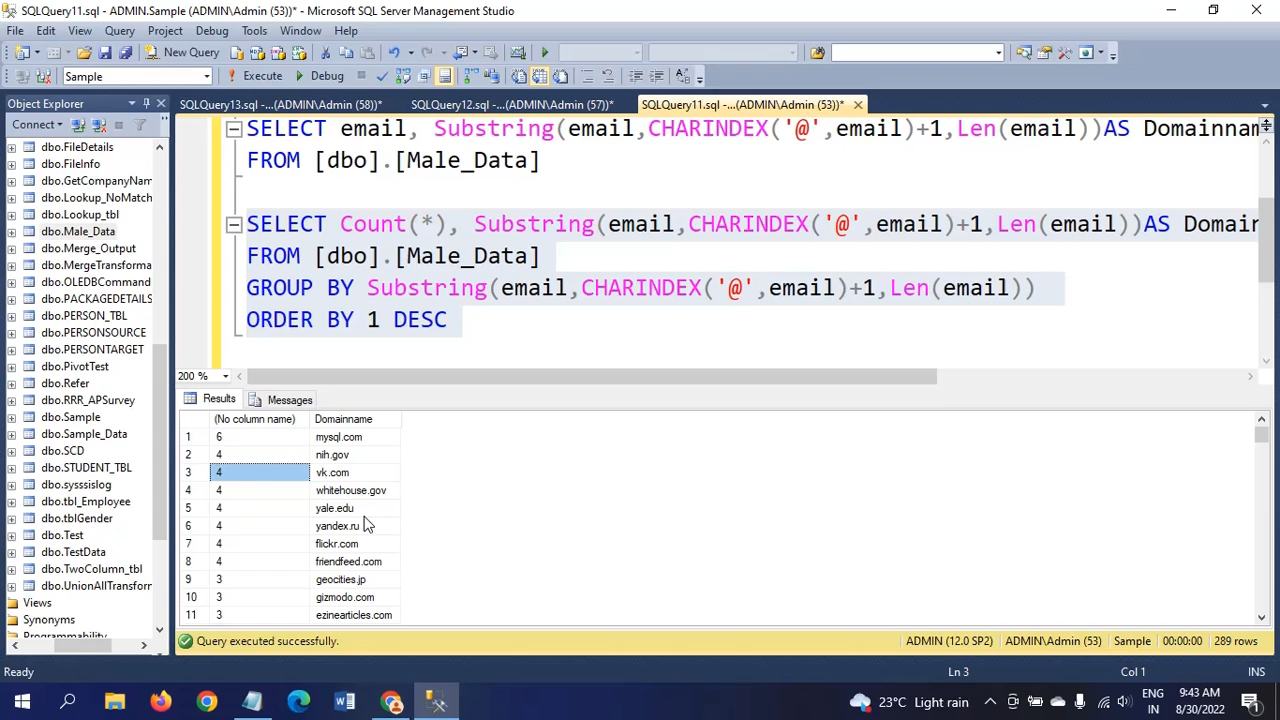 SQLQuery11.sql - ADMIN.Sample (ADMIN\Admin (53))* - Microsoft SQL Server Management Studio
File Edit View Query Project Debug Tools Window Help
New Query
Sample Execute Debug
Object Explorer SQLQuery13.sql -...(ADMIN\Admin (58))* SQLQuery12.sql -...(ADMIN\Admin (57))* SQLQuery11.sql -...(ADMIN\Admin (53))*
Connect
dbo.FileDetails
dbo.FileInfo
dbo.GetCompanyNam
dbo.Lookup_NoMatch
dbo.Lookup_tbl
dbo.Male_Data
dbo.Merge_Output
dbo.MergeTransforma
dbo.OLEDBCommand
dbo.PACKAGEDETAILS
dbo.PERSON_TBL
dbo.PERSONSOURCE
dbo.PERSONTARGET
dbo.PivotTest
dbo.Refer
dbo.RRR_APSurvey
dbo.Sample
dbo.Sample_Data
dbo.SCD
dbo.STUDENT_TBL
dbo.sysssislog
dbo.tbl_Employee
dbo.tblGender
dbo.Test
dbo.TestData
dbo.TwoColumn_tbl
dbo.UnionAllTransforn
Views
Synonyms
Programmability
SELECT email, Substring(email,CHARINDEX('@',email)+1,Len(email))AS Domainnam
FROM [dbo].[Male_Data]
SELECT Count(*), Substring(email,CHARINDEX('@',email)+1,Len(email))AS Domain
FROM [dbo].[Male_Data]
GROUP BY Substring(email,CHARINDEX('@',email)+1,Len(email))
ORDER BY 1 DESC
200 %
Results Messages
(No column name) Domainname
1 6 mysql.com
2 4 nih.gov
3 4 vk.com
4 4 whitehouse.gov
5 4 yale.edu
6 4 yandex.ru
7 4 flickr.com
8 4 friendfeed.com
9 3 geocities.jp
10 3 gizmodo.com
11 3 ezinearticles.com
Query executed successfully. ADMIN (12.0 SP2) ADMIN\Admin (53) Sample 00:00:00 289 rows
Ready Ln 3 Col 1 INS
23°C Light rain ENG IN 9:43 AM 8/30/2022 1